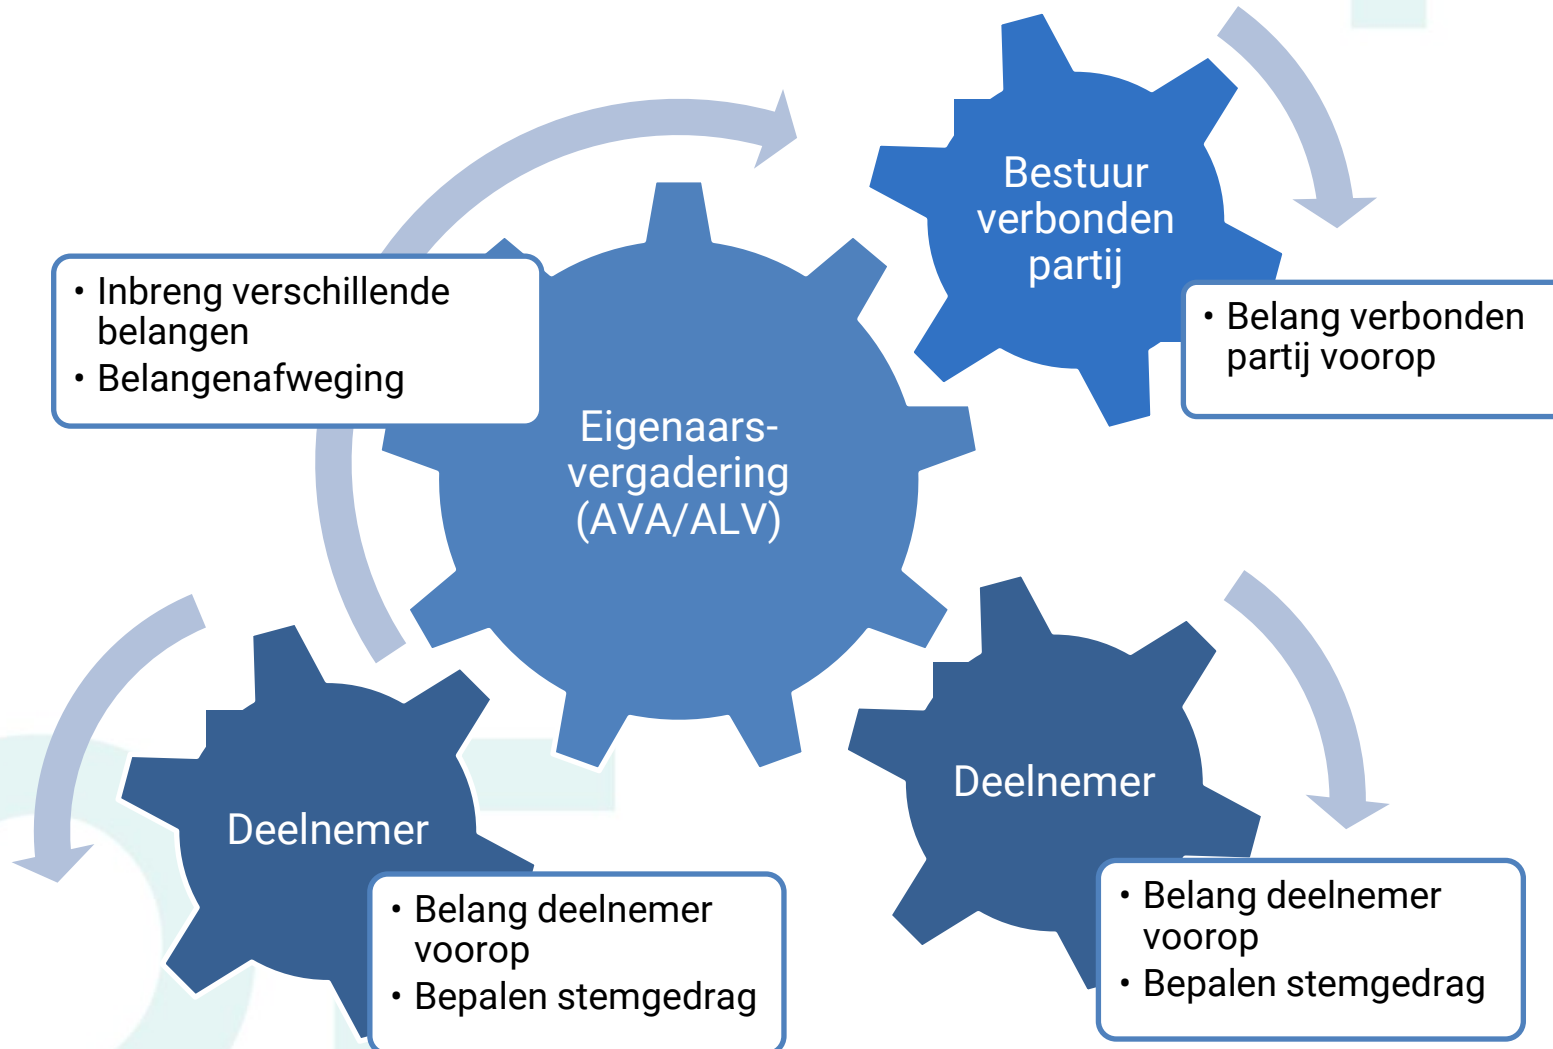 Bestuur
verbonden
partij
• Belang verbonden
partij voorop
• Inbreng verschillende
belangen
• Belangenafweging
Eigenaars-
vergadering
(AVA/ALV)
Deelnemer
• Belang deelnemer
voorop
• Bepalen stemgedrag
Deelnemer
• Belang deelnemer
voorop
• Bepalen stemgedrag